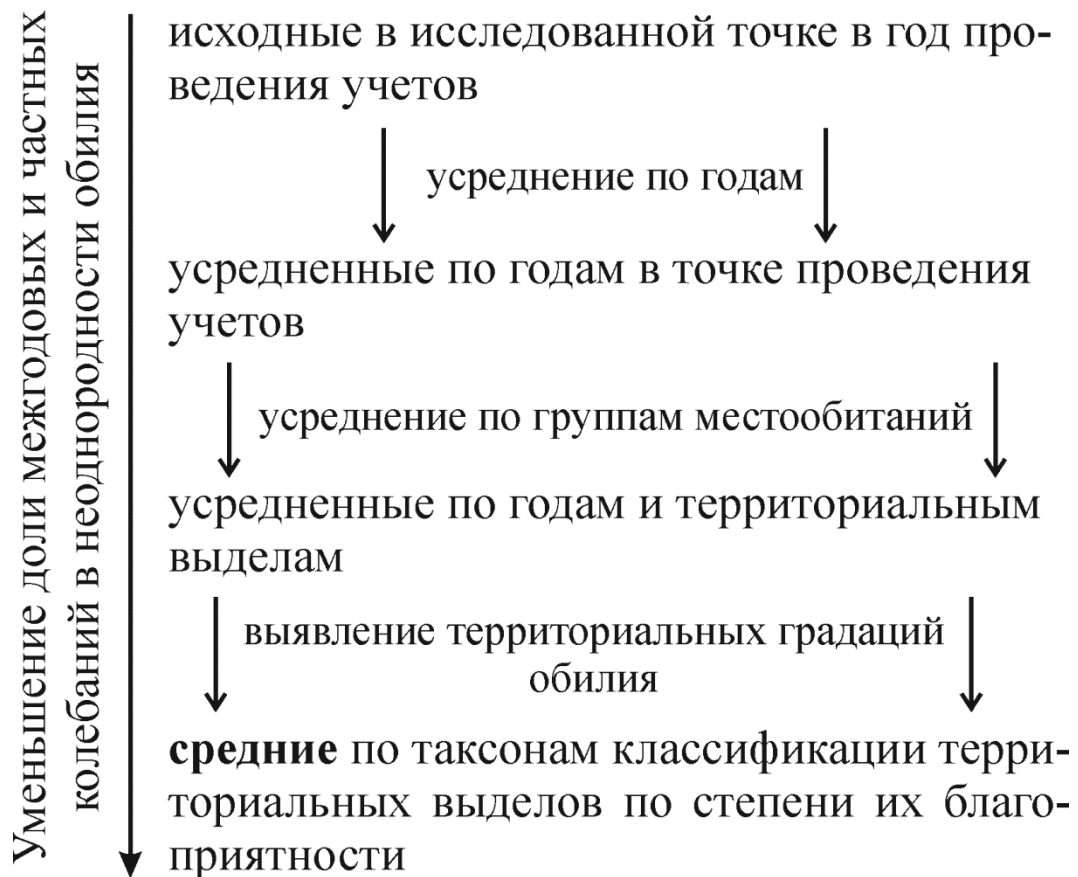 Уменьшение доли межгодовых и частных
колебаний в неоднородности обилия
исходные в исследованной точке в год про-
ведения учетов
усреднение по годам
усредненные по годам в точке проведения
учетов
усреднение по группам местообитаний
усредненные по годам и территориальным
выделам
выявление территориальных градаций
обилия
средние по таксонам классификации терри-
ториальных выделов по степени их благо-
приятности